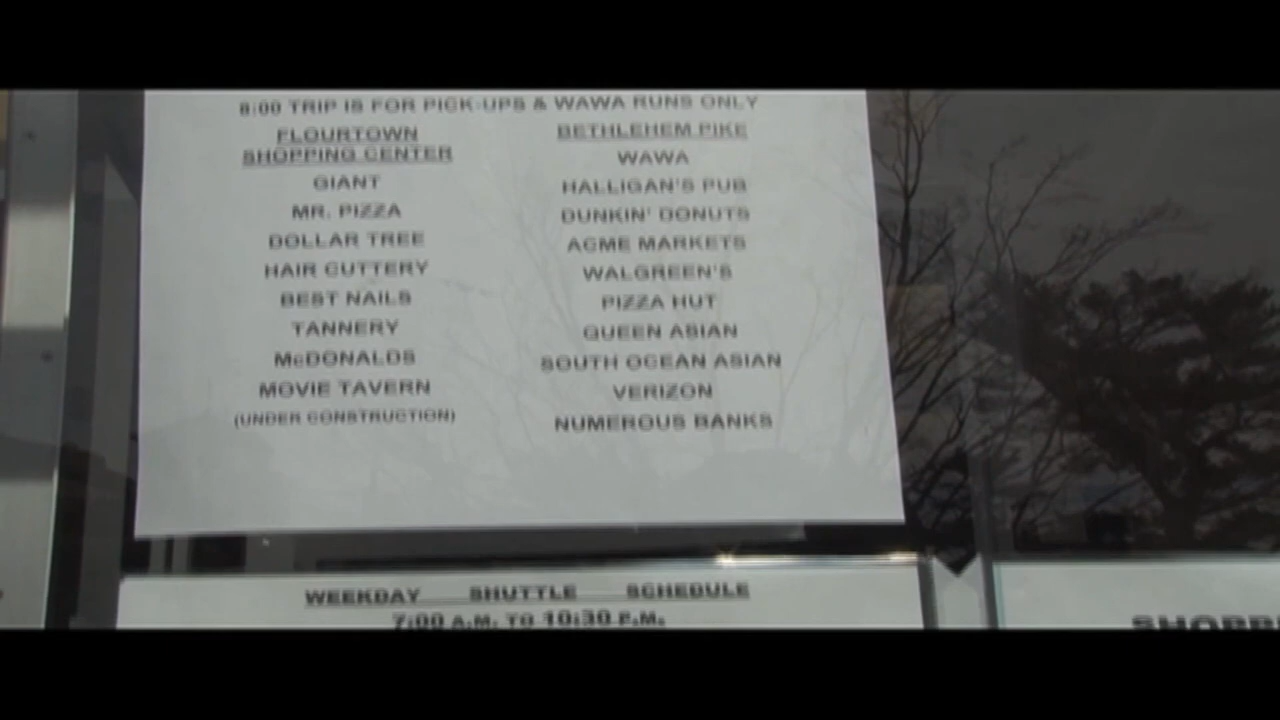 8:00 TRIP IS FOR PICK-UPS & WAWA RUNS ONLY
FLOURTOWN
SHOPPING CENTER
GIANT
MR. PIZZA
DOLLAR TREE
HAIR CUTTERY
BEST NAILS
TANNERY
McDONALDS
MOVIE TAVERN
(UNDER CONSTRUCTION)
BETHLEHEM PIKE
WAWA
HALLIGAN'S PUB
DUNKIN' DONUTS
ACME MARKETS
WALGREEN'S
PIZZA HUT
QUEEN ASIAN
SOUTH OCEAN ASIAN
VERIZON
NUMEROUS BANKS
WEEKDAY SHUTTLE SCHEDULE
7:00 A.M. TO 10:30 P.M.